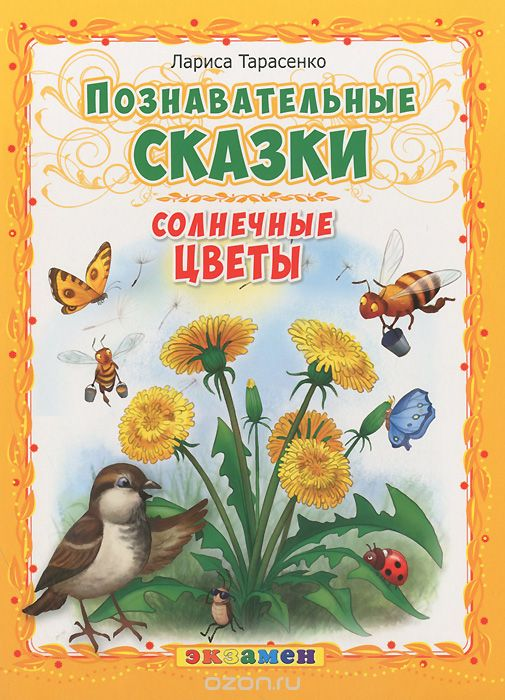 Лариса Тарасенко
Познавательные
сказки
солнечные
цветы
экзамен
ozon.ru